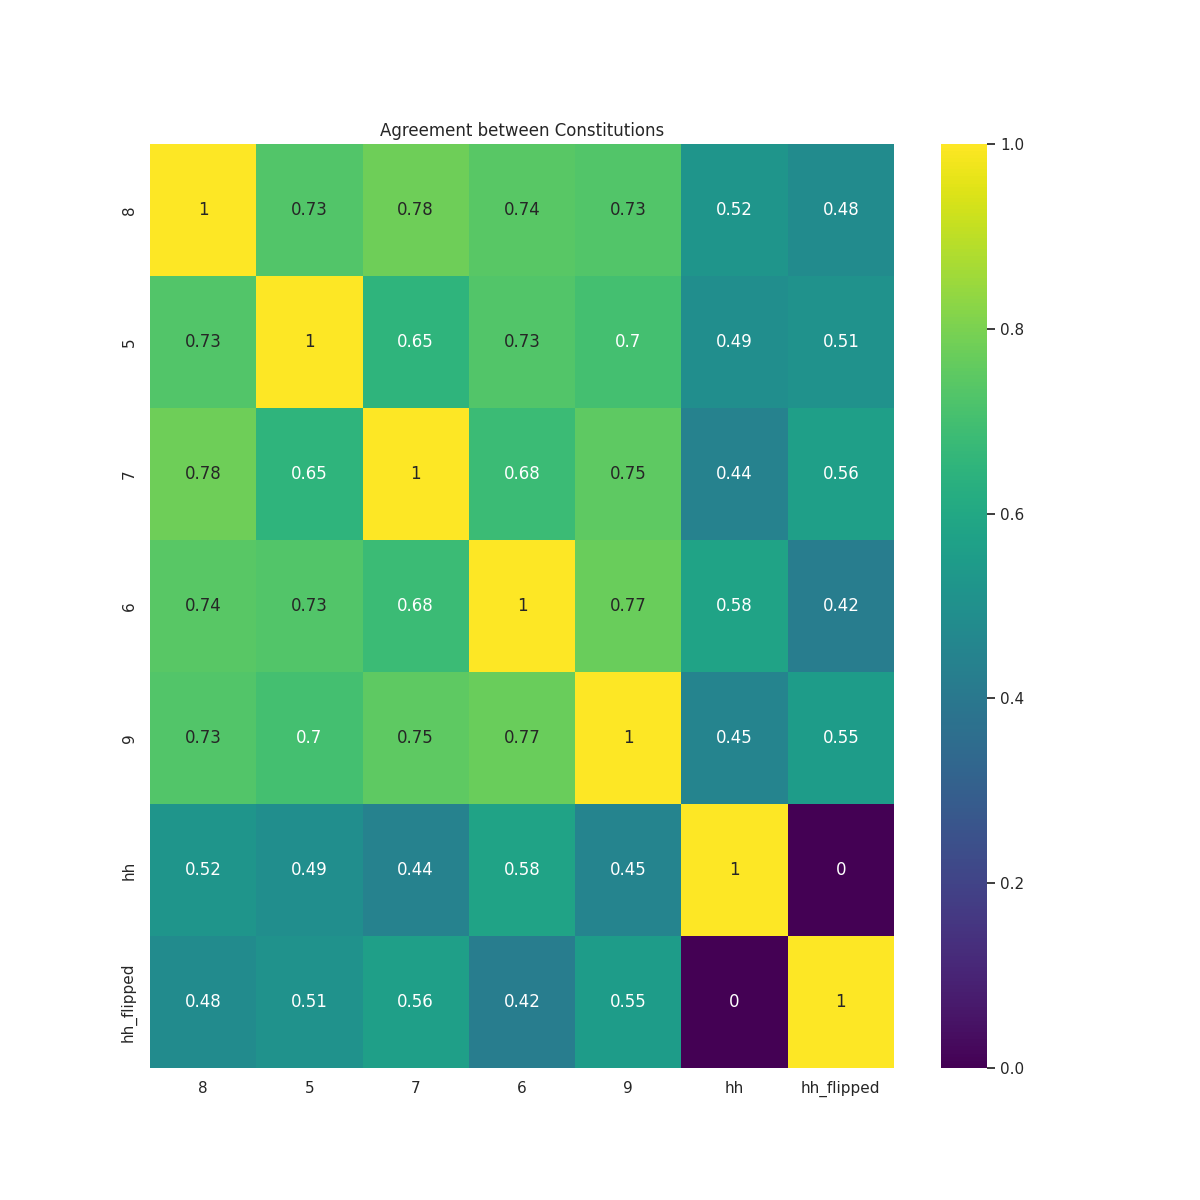 Agreement between Constitutions
8 1 0.73 0.78 0.74 0.73 0.52 0.48
5 0.73 1 0.65 0.73 0.7 0.49 0.51
7 0.78 0.65 1 0.68 0.75 0.44 0.56
6 0.74 0.73 0.68 1 0.77 0.58 0.42
9 0.73 0.7 0.75 0.77 1 0.45 0.55
hh 0.52 0.49 0.44 0.58 0.45 1 0
hh_flipped 0.48 0.51 0.56 0.42 0.55 0 1
8 5 7 6 9 hh hh_flipped
1.0
0.8
0.6
0.4
0.2
0.0